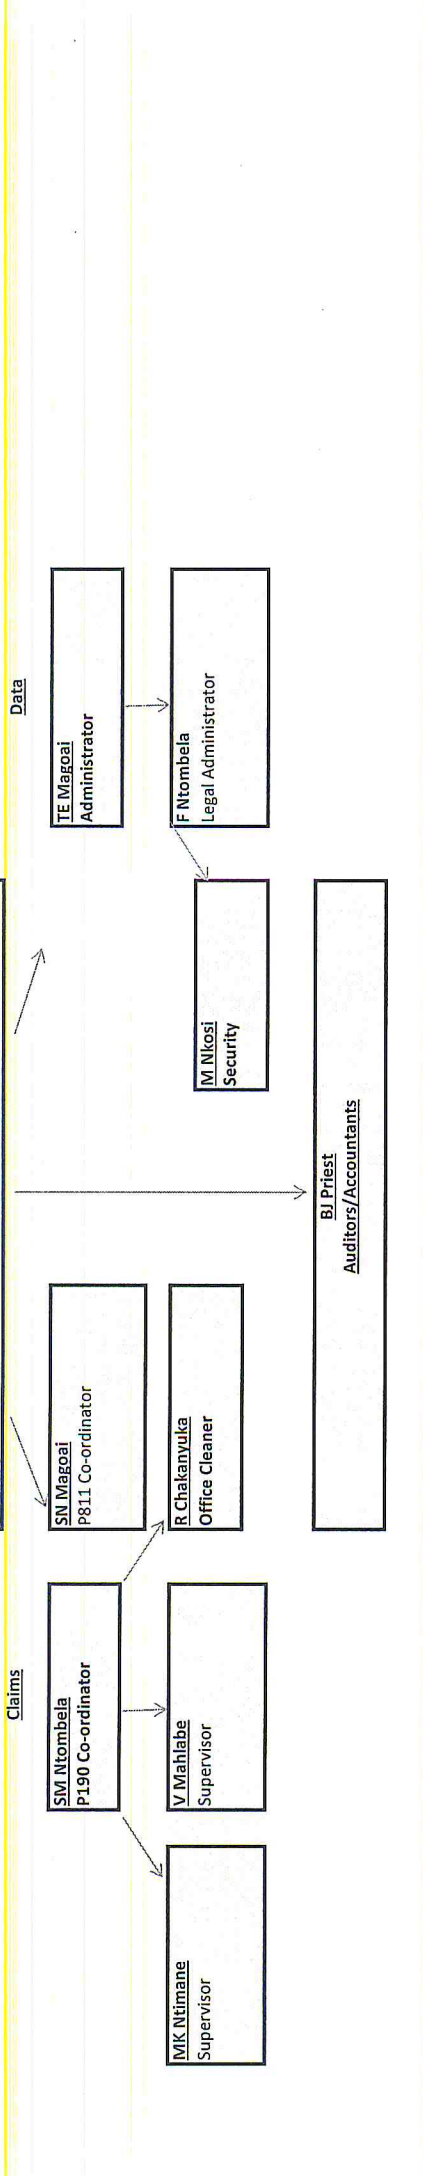 Claims
Data
SM Ntombela
P190 Co-ordinator
SN Magoai
P811 Co-ordinator
TE Magoai
Administrator
MK Ntimane
Supervisor
V Mahlabe
Supervisor
R Chakanyuka
Office Cleaner
M Nkosi
Security
F Ntombela
Legal Administrator
BJ Priest
Auditors/Accountants